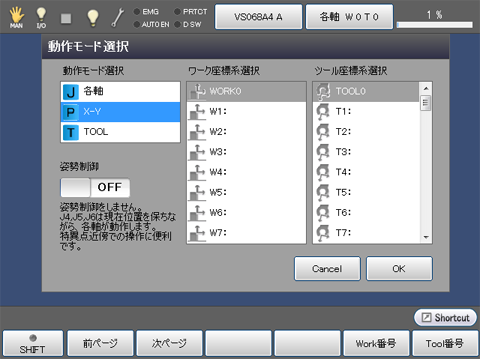 MAN
I/O
EMG
AUTO EN
PRTCT
D SW
VS068A4 A
各軸 W 0 T 0
1 %
動作モード選択
動作モード選択
J 各軸
P X-Y
T TOOL
姿勢制御
OFF
姿勢制御をしません。
J4,J5,J6は現在位置を保ちな
がら、各軸が動作します。
特異点近傍での操作に便利
です。
ワーク座標系選択
WORK0
W1:
W2:
W3:
W4:
W5:
W6:
W7:
ツール座標系選択
TOOL0
T1:
T2:
T3:
T4:
T5:
T6:
T7:
Cancel
OK
Shortcut
SHIFT
前ページ
次ページ
Work番号
Tool番号